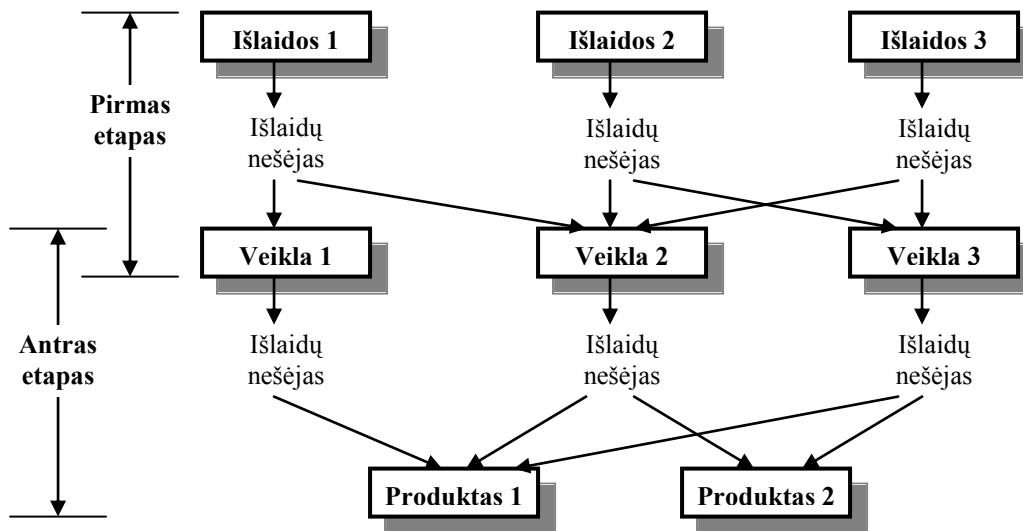 Išlaidos 1
Išlaidos 2
Išlaidos 3
Pirmas
etapas
Išlaidų
nešėjas
Išlaidų
nešėjas
Išlaidų
nešėjas
Veikla 1
Veikla 2
Veikla 3
Antras
etapas
Išlaidų
nešėjas
Išlaidų
nešėjas
Išlaidų
nešėjas
Produktas 1
Produktas 2